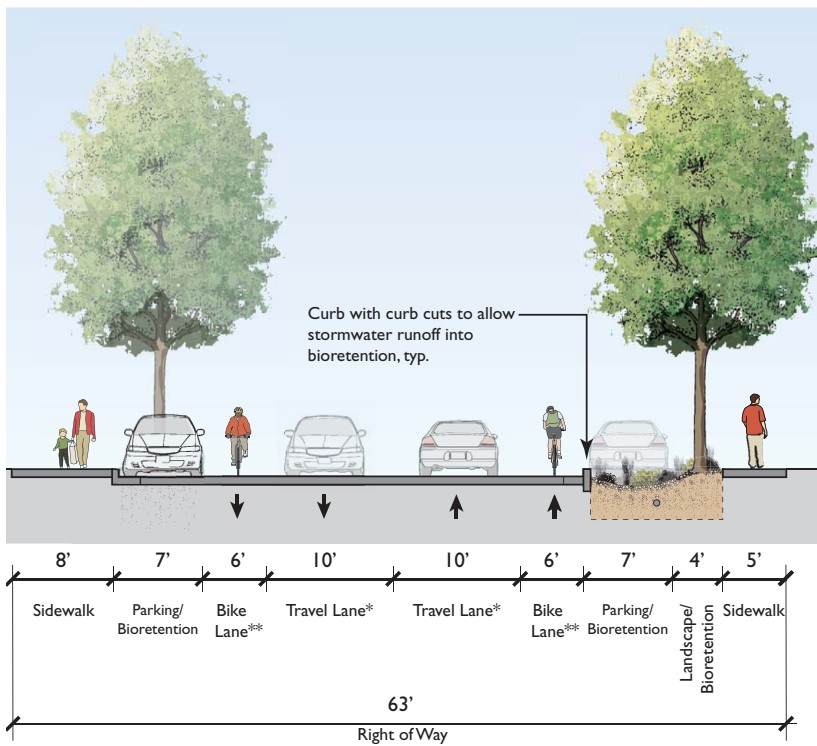 Curb with curb cuts to allow
stormwater runoff into
bioretention, typ.
8' 7' 6' 10' 10' 6' 7' 4' 5'
Sidewalk
Parking/
Bioretention
Bike
Lane**
Travel Lane*
Travel Lane*
Bike
Lane**
Parking/
Bioretention
Landscape/
Bioretention
Sidewalk
63'
Right of Way